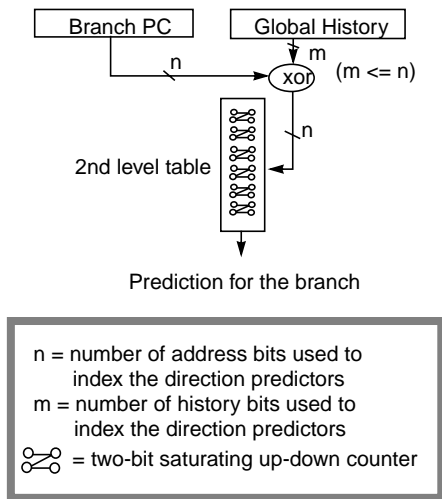 Branch PC
Global History
n
m
xor
(m <= n)
n
2nd level table
Prediction for the branch
n = number of address bits used to
index the direction predictors
m = number of history bits used to
index the direction predictors
= two-bit saturating up-down counter